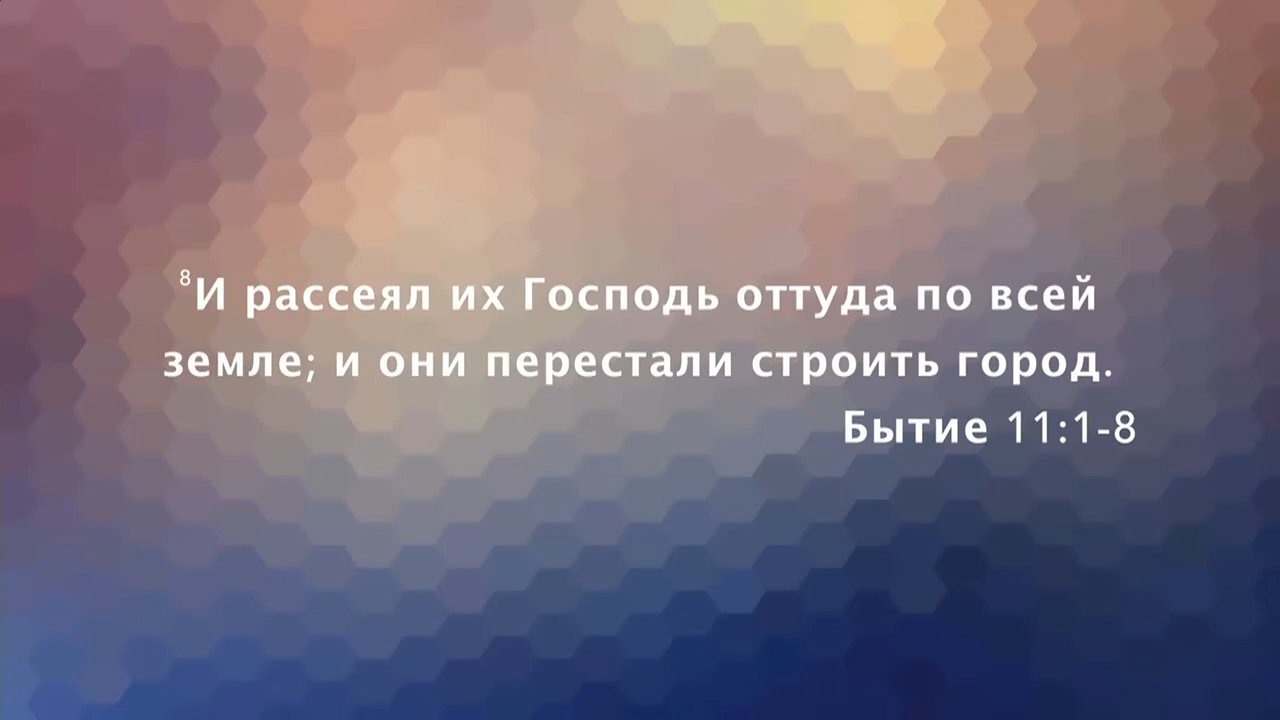 ⁸И рассеял их Господь оттуда по всей
земле; и они перестали строить город.
Бытие 11:1-8